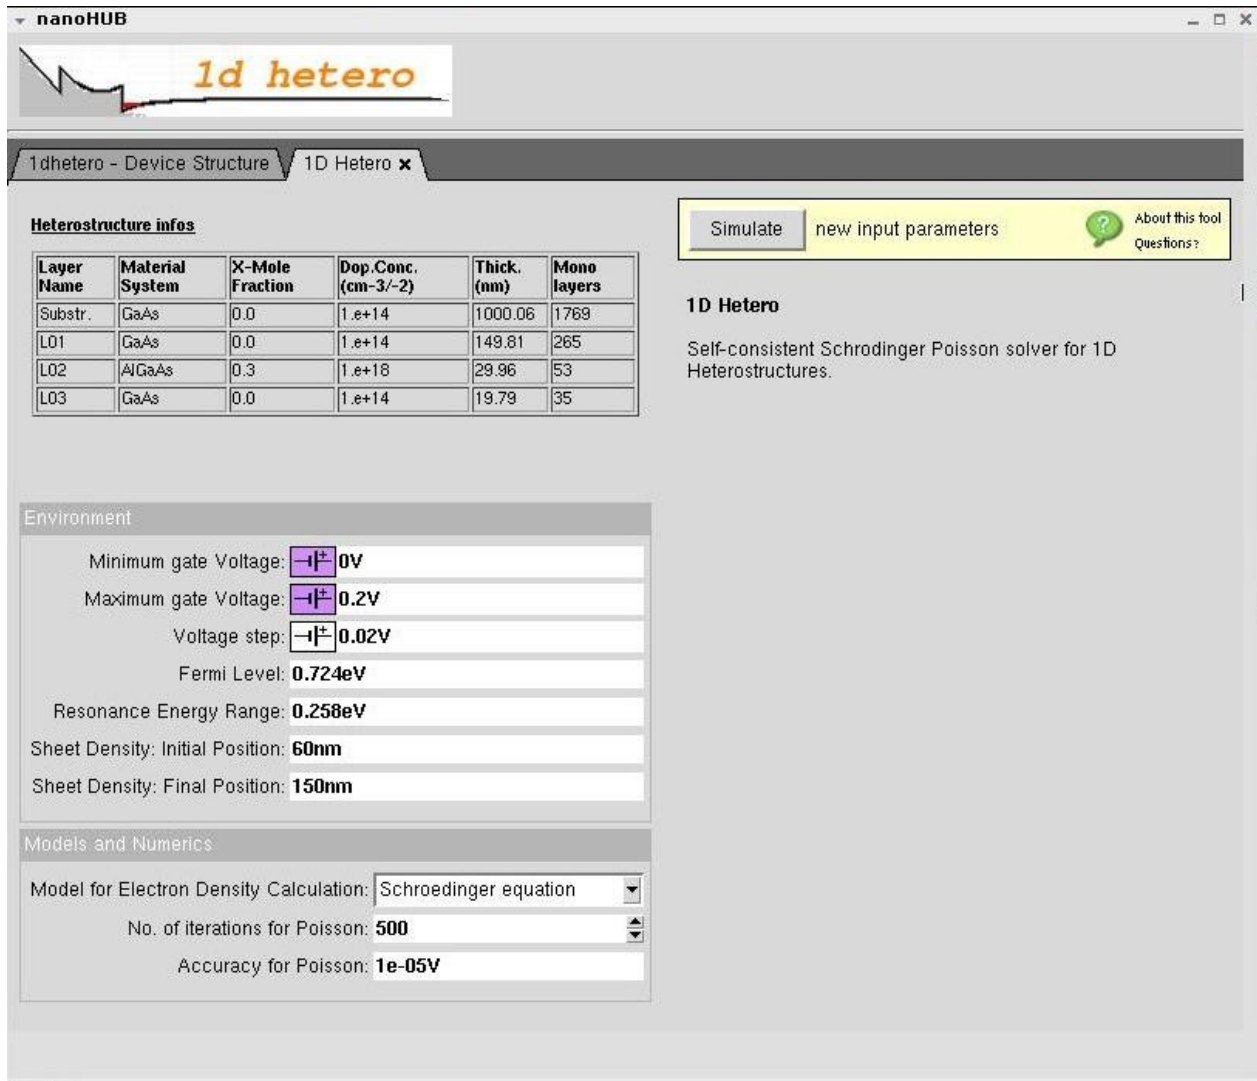 nanoHUB
1d hetero
1dhetero - Device Structure
1D Hetero
Heterostructure infos
Layer Name Material System X-Mole Fraction Dop.Conc. (cm-3/-2) Thick. (nm) Mono layers
Substr. GaAs 0.0 1.e+14 1000.06 1769
L01 GaAs 0.0 1.e+14 149.81 265
L02 AlGaAs 0.3 1.e+18 29.96 53
L03 GaAs 0.0 1.e+14 19.79 35
Environment
Minimum gate Voltage: 0V
Maximum gate Voltage: 0.2V
Voltage step: 0.02V
Fermi Level: 0.724eV
Resonance Energy Range: 0.258eV
Sheet Density: Initial Position: 60nm
Sheet Density: Final Position: 150nm
Models and Numerics
Model for Electron Density Calculation: Schroedinger equation
No. of iterations for Poisson: 500
Accuracy for Poisson: 1e-05V
Simulate new input parameters
About this tool
Questions?
1D Hetero
Self-consistent Schrodinger Poisson solver for 1D
Heterostructures.